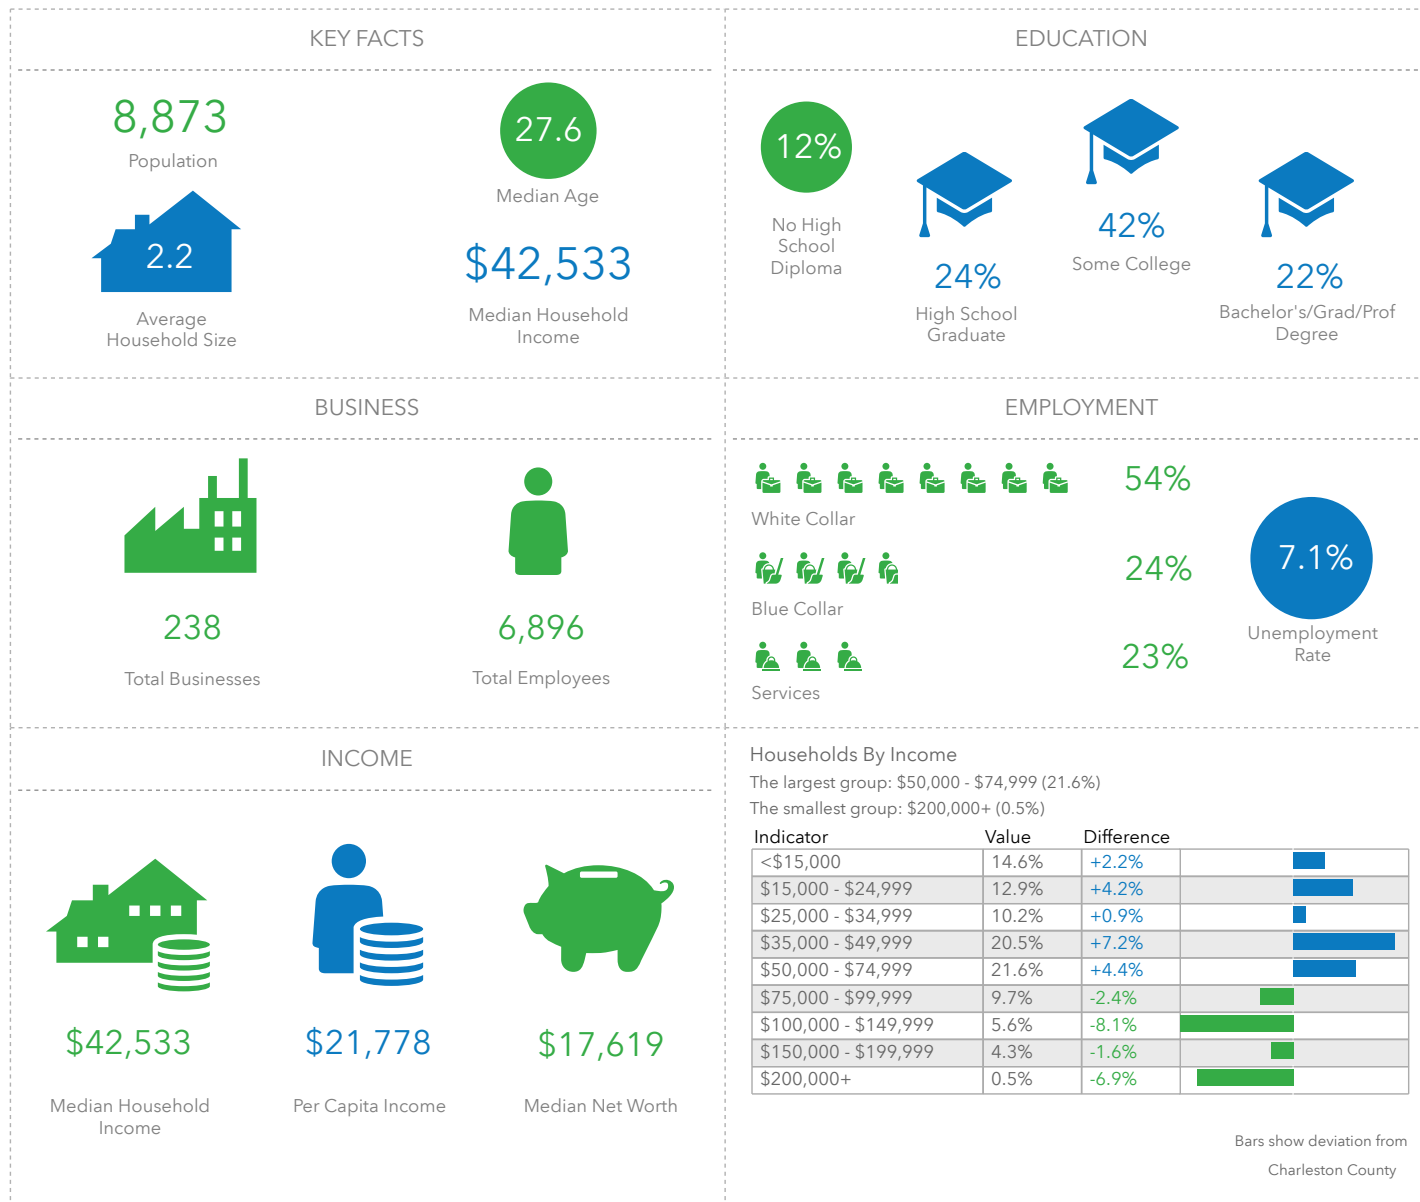 KEY FACTS
8,873
Population
27.6
Median Age
2.2
Average
Household Size
$42,533
Median Household
Income
EDUCATION
12%
No High
School
Diploma
24%
High School
Graduate
42%
Some College
22%
Bachelor's/Grad/Prof
Degree
BUSINESS
238
Total Businesses
6,896
Total Employees
EMPLOYMENT
54%
White Collar
24%
Blue Collar
23%
Services
7.1%
Unemployment
Rate
INCOME
$42,533
Median Household
Income
$21,778
Per Capita Income
$17,619
Median Net Worth
Households By Income
The largest group: $50,000 - $74,999 (21.6%)
The smallest group: $200,000+ (0.5%)
Indicator Value Difference
<$15,000 14.6% +2.2%
$15,000 - $24,999 12.9% +4.2%
$25,000 - $34,999 10.2% +0.9%
$35,000 - $49,999 20.5% +7.2%
$50,000 - $74,999 21.6% +4.4%
$75,000 - $99,999 9.7% -2.4%
$100,000 - $149,999 5.6% -8.1%
$150,000 - $199,999 4.3% -1.6%
$200,000+ 0.5% -6.9%
Bars show deviation from
Charleston County